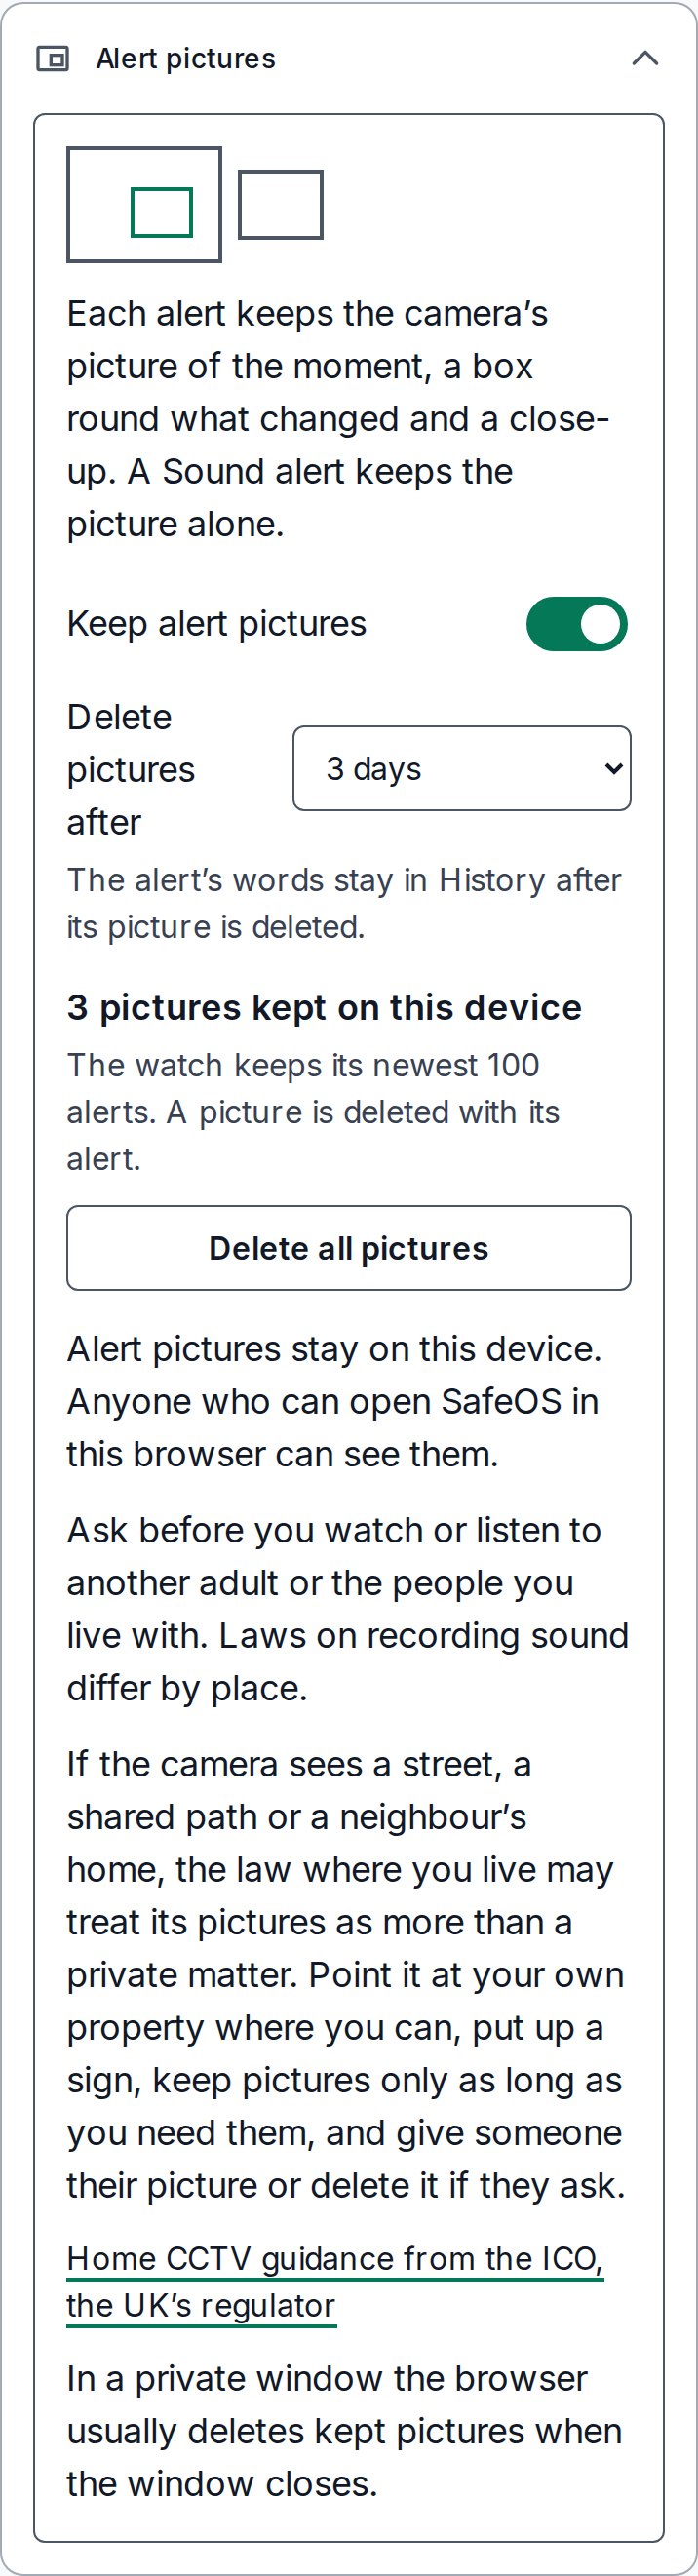 Alert pictures
Each alert keeps the camera’s
picture of the moment, a box
round what changed and a close-
up. A Sound alert keeps the
picture alone.
Keep alert pictures
Delete
pictures
after
3 days
The alert’s words stay in History after
its picture is deleted.
3 pictures kept on this device
The watch keeps its newest 100
alerts. A picture is deleted with its
alert.
Delete all pictures
Alert pictures stay on this device.
Anyone who can open SafeOS in
this browser can see them.
Ask before you watch or listen to
another adult or the people you
live with. Laws on recording sound
differ by place.
If the camera sees a street, a
shared path or a neighbour’s
home, the law where you live may
treat its pictures as more than a
private matter. Point it at your own
property where you can, put up a
sign, keep pictures only as long as
you need them, and give someone
their picture or delete it if they ask.
Home CCTV guidance from the ICO,
the UK’s regulator
In a private window the browser
usually deletes kept pictures when
the window closes.